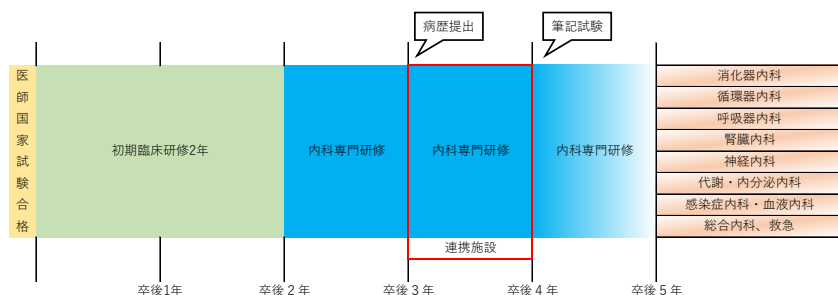 病歴提出
筆記試験
医師国家試験合格
初期臨床研修2年
内科専門研修
内科専門研修
内科専門研修
消化器内科
循環器内科
呼吸器内科
腎臓内科
神経内科
代謝・内分泌内科
感染症内科・血液内科
総合内科、救急
連携施設
卒後1年
卒後 2 年
卒後 3 年
卒後 4 年
卒後 5 年